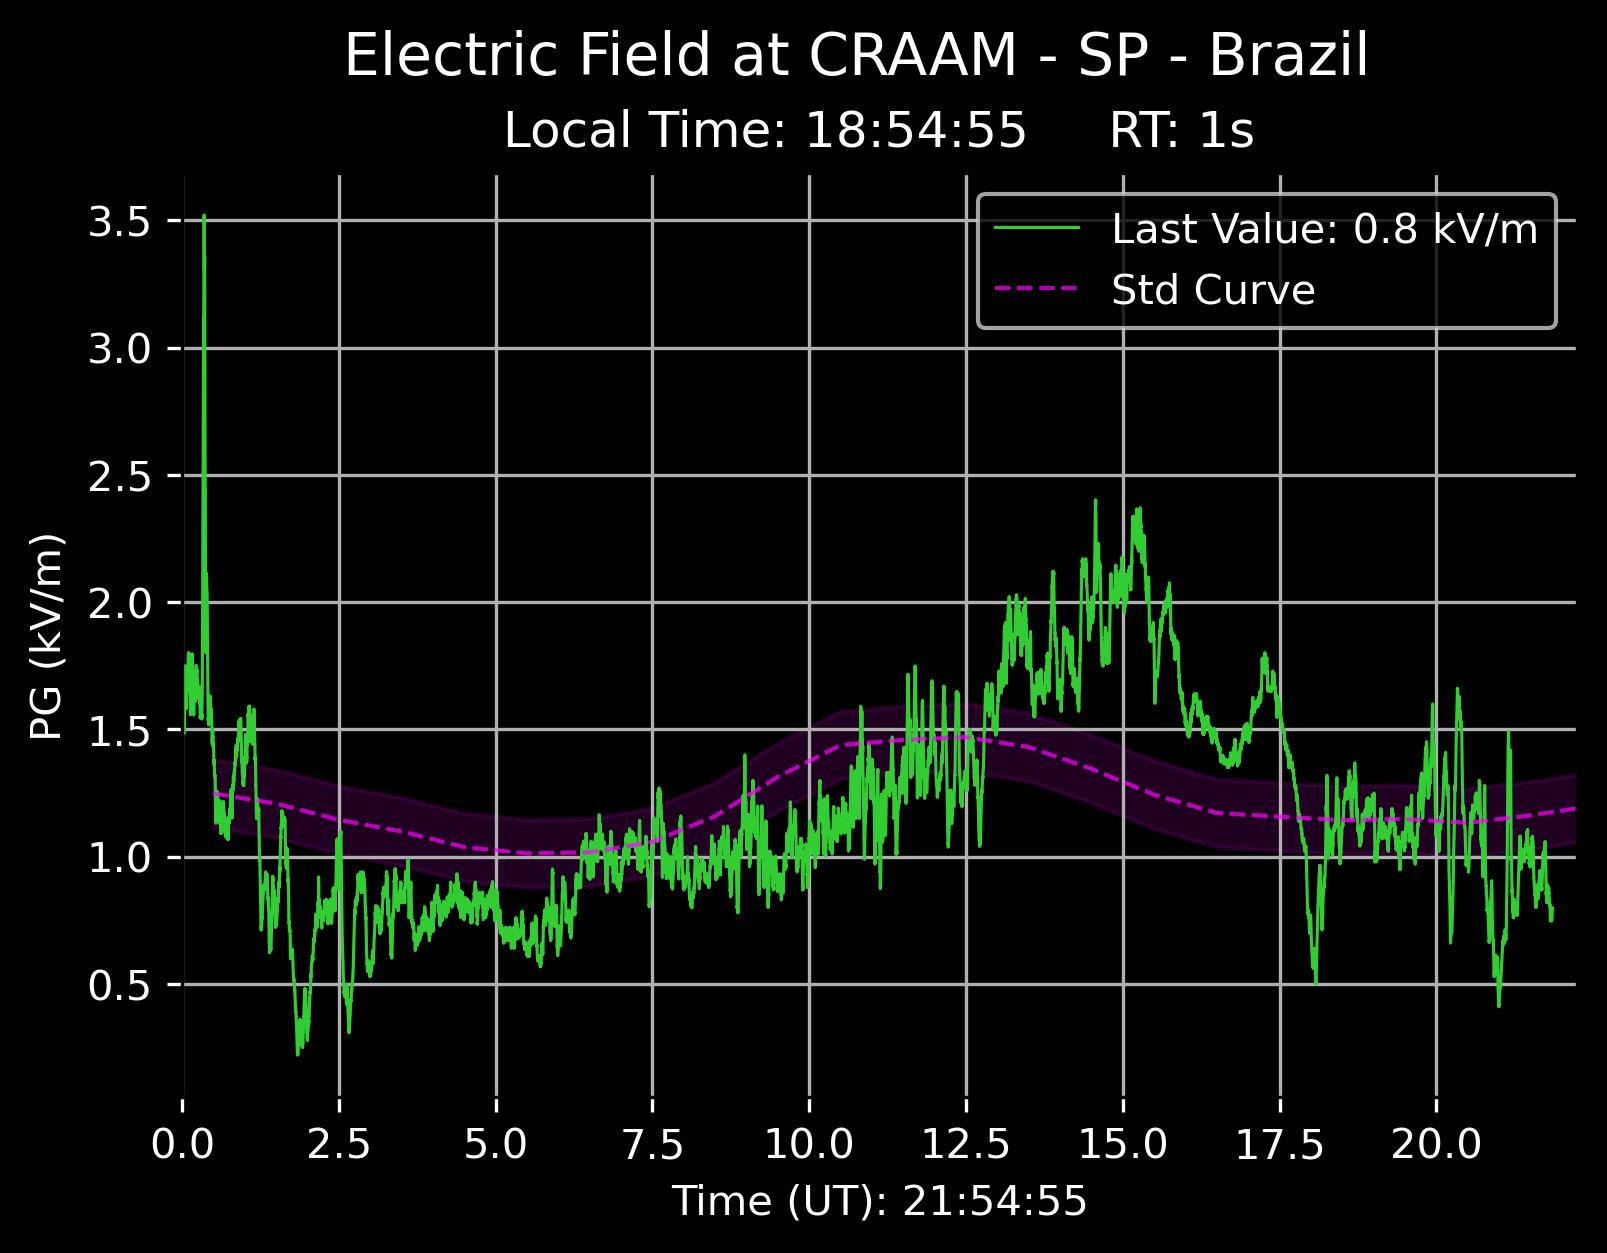 Electric Field at CRAAM - SP - Brazil
Local Time: 18:54:55 RT: 1s
Last Value: 0.8 kV/m
Std Curve
PG (kV/m)
3.5
3.0
2.5
2.0
1.5
1.0
0.5
0.0 2.5 5.0 7.5 10.0 12.5 15.0 17.5 20.0
Time (UT): 21:54:55